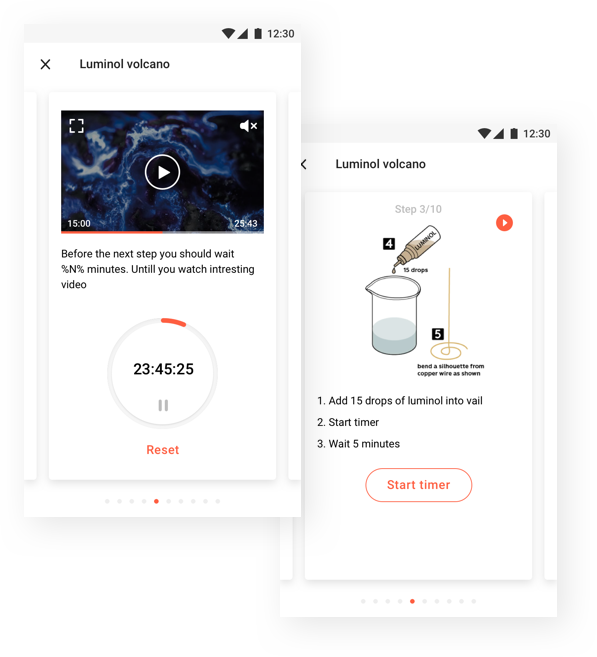 12:30
Luminol volcano
15:00
25:43
Before the next step you should wait
%N% minutes. Untill you watch intresting
video
23:45:25
Reset
12:30
Luminol volcano
Step 3/10
4
LUMINOL
15 drops
5
bend a silhouette from
copper wire as shown
1. Add 15 drops of luminol into vail
2. Start timer
3. Wait 5 minutes
Start timer